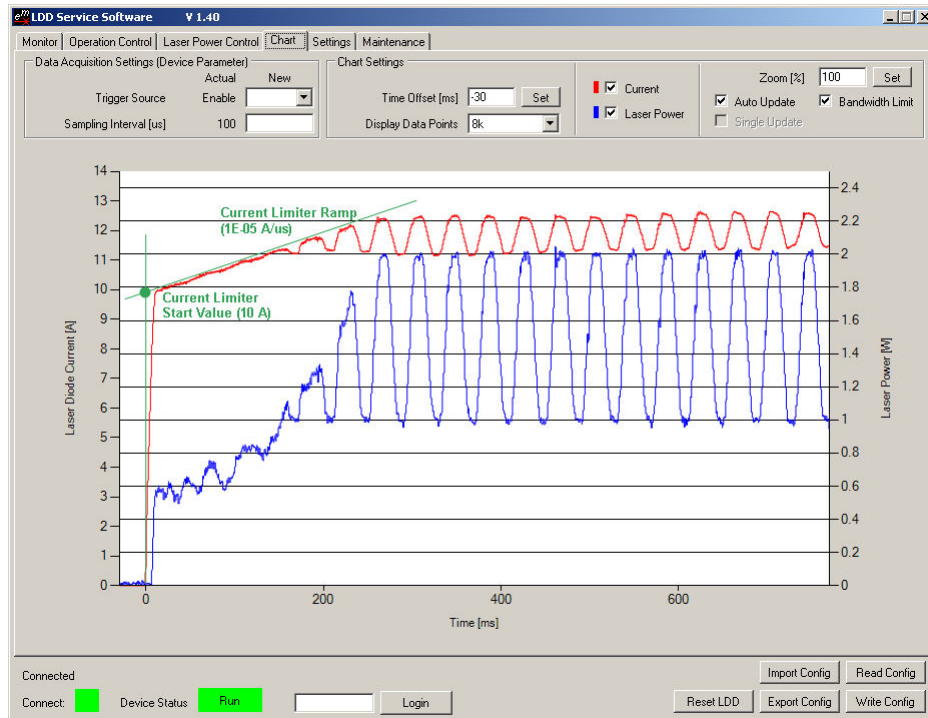 LDD Service Software V 1.40
Monitor Operation Control Laser Power Control Chart Settings Maintenance
Data Acquisition Settings (Device Parameter)
Actual New
Trigger Source Enable
Sampling Interval [us] 100
Chart Settings
Time Offset [ms] -30 Set
Display Data Points 8k
Current
Laser Power
Zoom [%] 100 Set
Auto Update Bandwidth Limit
Single Update
14
13
12
11
10
9
8
7
6
5
4
3
2
1
0
Laser Diode Current [A]
Current Limiter Ramp
(1E-05 A/us)
Current Limiter
Start Value (10 A)
2.4
2.2
2
1.8
1.6
1.4
1.2
1
0.8
0.6
0.4
0.2
0
Laser Power [W]
0 200 400 600
Time [ms]
Connected
Connect: Device Status Run Login
Import Config Read Config
Reset LDD Export Config Write Config